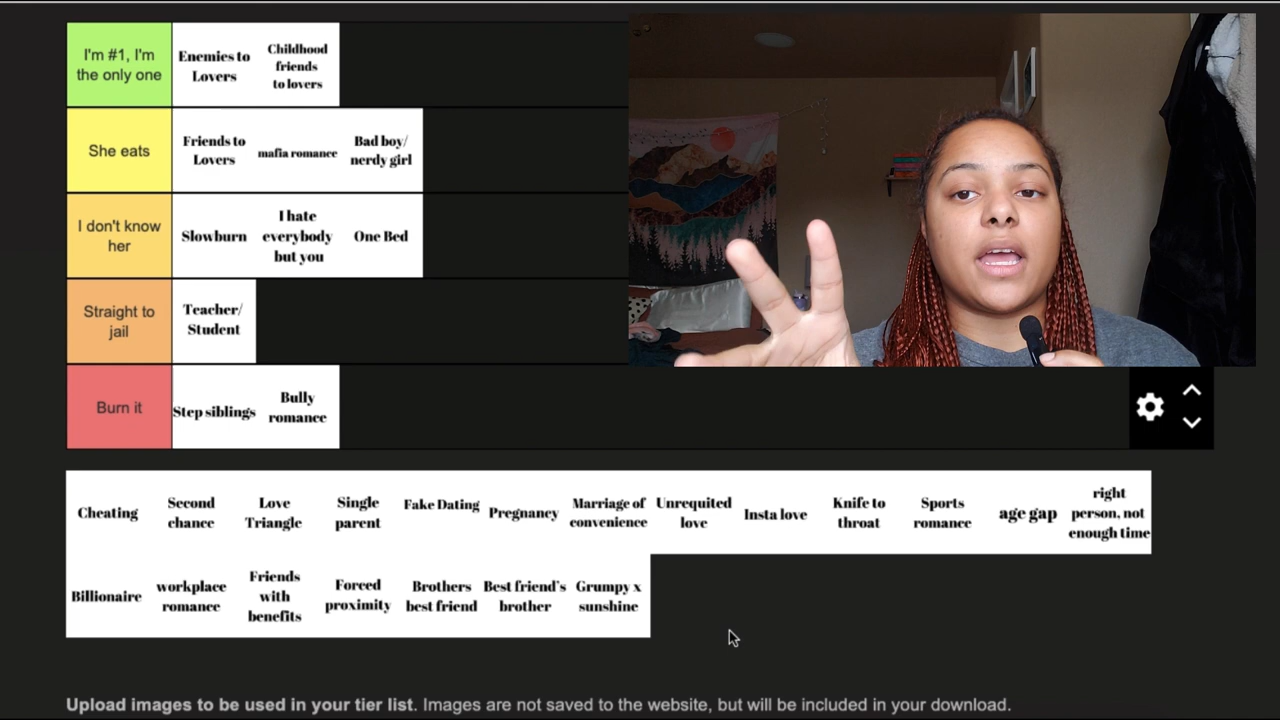 I'm #1, I'm
the only one
Enemies to
Lovers
Childhood
friends
to lovers
She eats
Friends to
Lovers
mafia romance
Bad boy/
nerdy girl
I don't know
her
Slowburn
I hate
everybody
but you
One Bed
Straight to
jail
Teacher/
Student
Burn it
Step siblings
Bully
romance
Cheating
Second
chance
Love
Triangle
Single
parent
Fake Dating
Pregnancy
Marriage of
convenience
Unrequited
love
Insta love
Knife to
throat
Sports
romance
age gap
right
person, not
enough time
Billionaire
workplace
romance
Friends
with
benefits
Forced
proximity
Brothers
best friend
Best friend's
brother
Grumpy x
sunshine
Upload images to be used in your tier list. Images are not saved to the website, but will be included in your download.